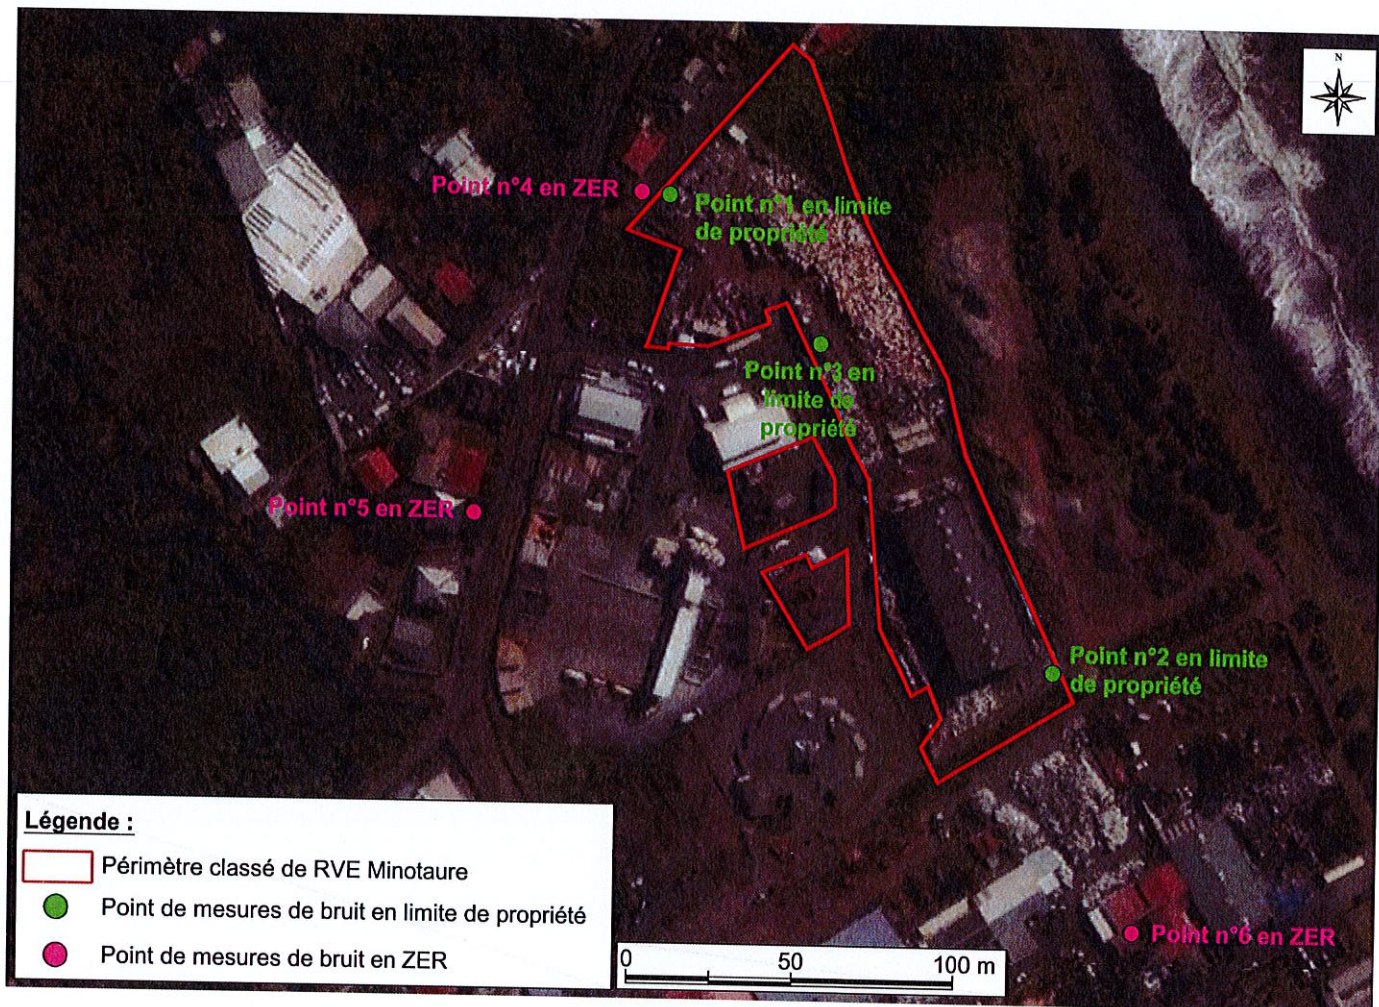 N
Point n°4 en ZER
Point n°1 en limite
de propriété
Point n°3 en
limite de
propriété
Point n°5 en ZER
Point n°2 en limite
de propriété
Point n°6 en ZER
Légende :
Périmètre classé de RVE Minotaure
Point de mesures de bruit en limite de propriété
Point de mesures de bruit en ZER
0 50 100 m